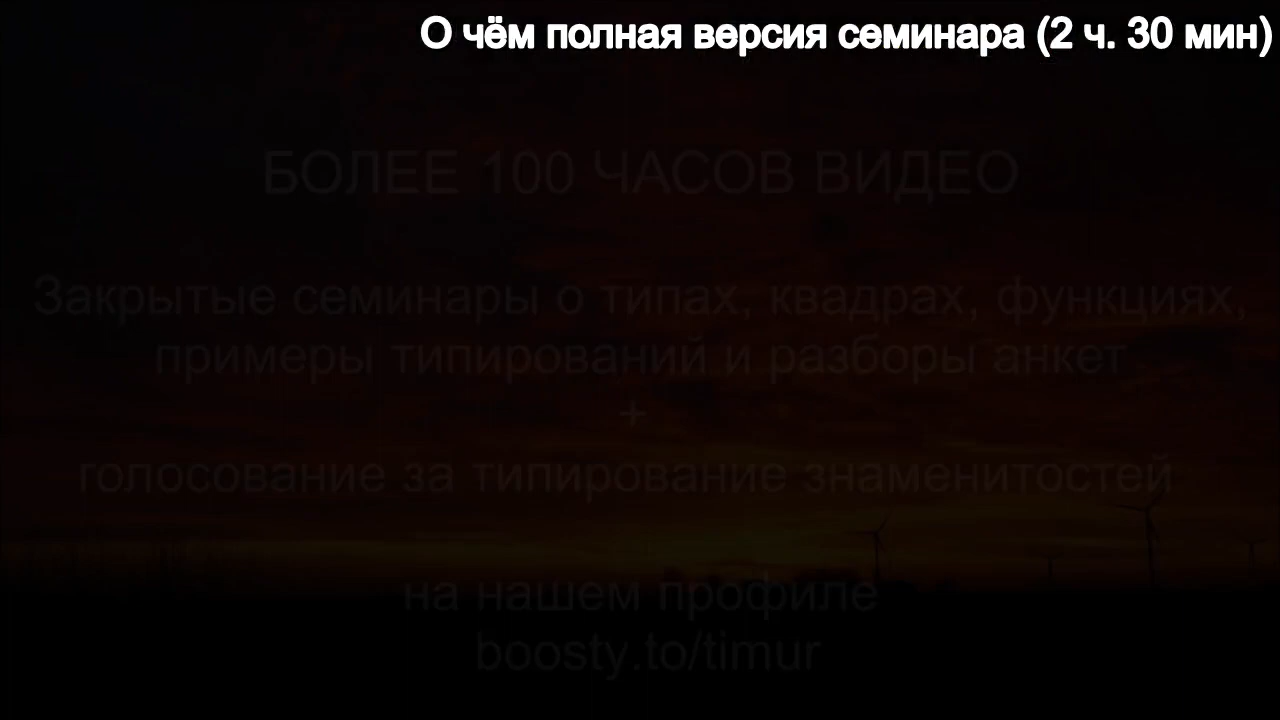 О чём полная версия семинара (2 ч. 30 мин)
БОЛЕЕ 100 ЧАСОВ ВИДЕО
Закрытые семинары о типах, квадрах, функциях,
примеры типирований и разборы анкет
+
голосование за типирование знаменитостей
на нашем профиле
boosty.to/timur